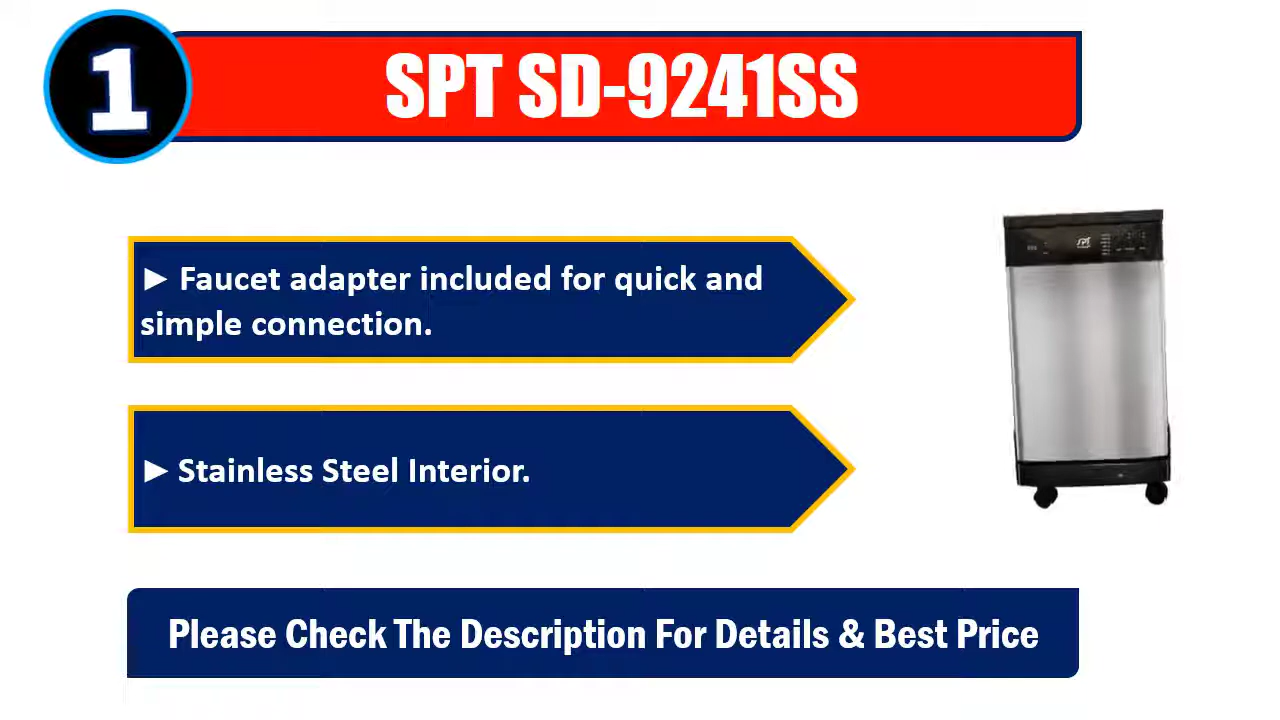 1
SPT SD-9241SS
► Faucet adapter included for quick and
simple connection.
► Stainless Steel Interior.
SPT
Please Check The Description For Details & Best Price